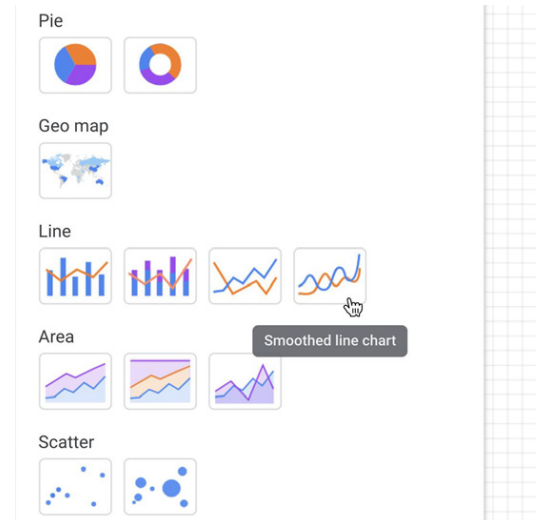 Pie
Geo map
Line
Smoothed line chart
Area
Scatter